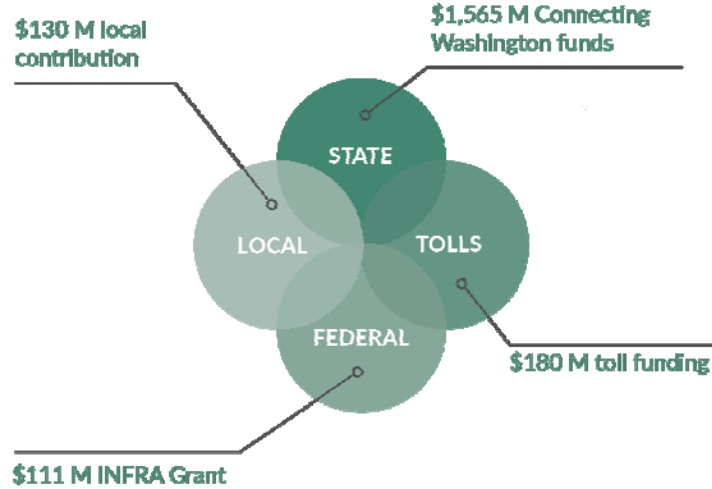 $130 M local
contribution
$1,565 M Connecting
Washington funds
STATE
LOCAL
TOLLS
FEDERAL
$180 M toll funding
$111 M INFRA Grant